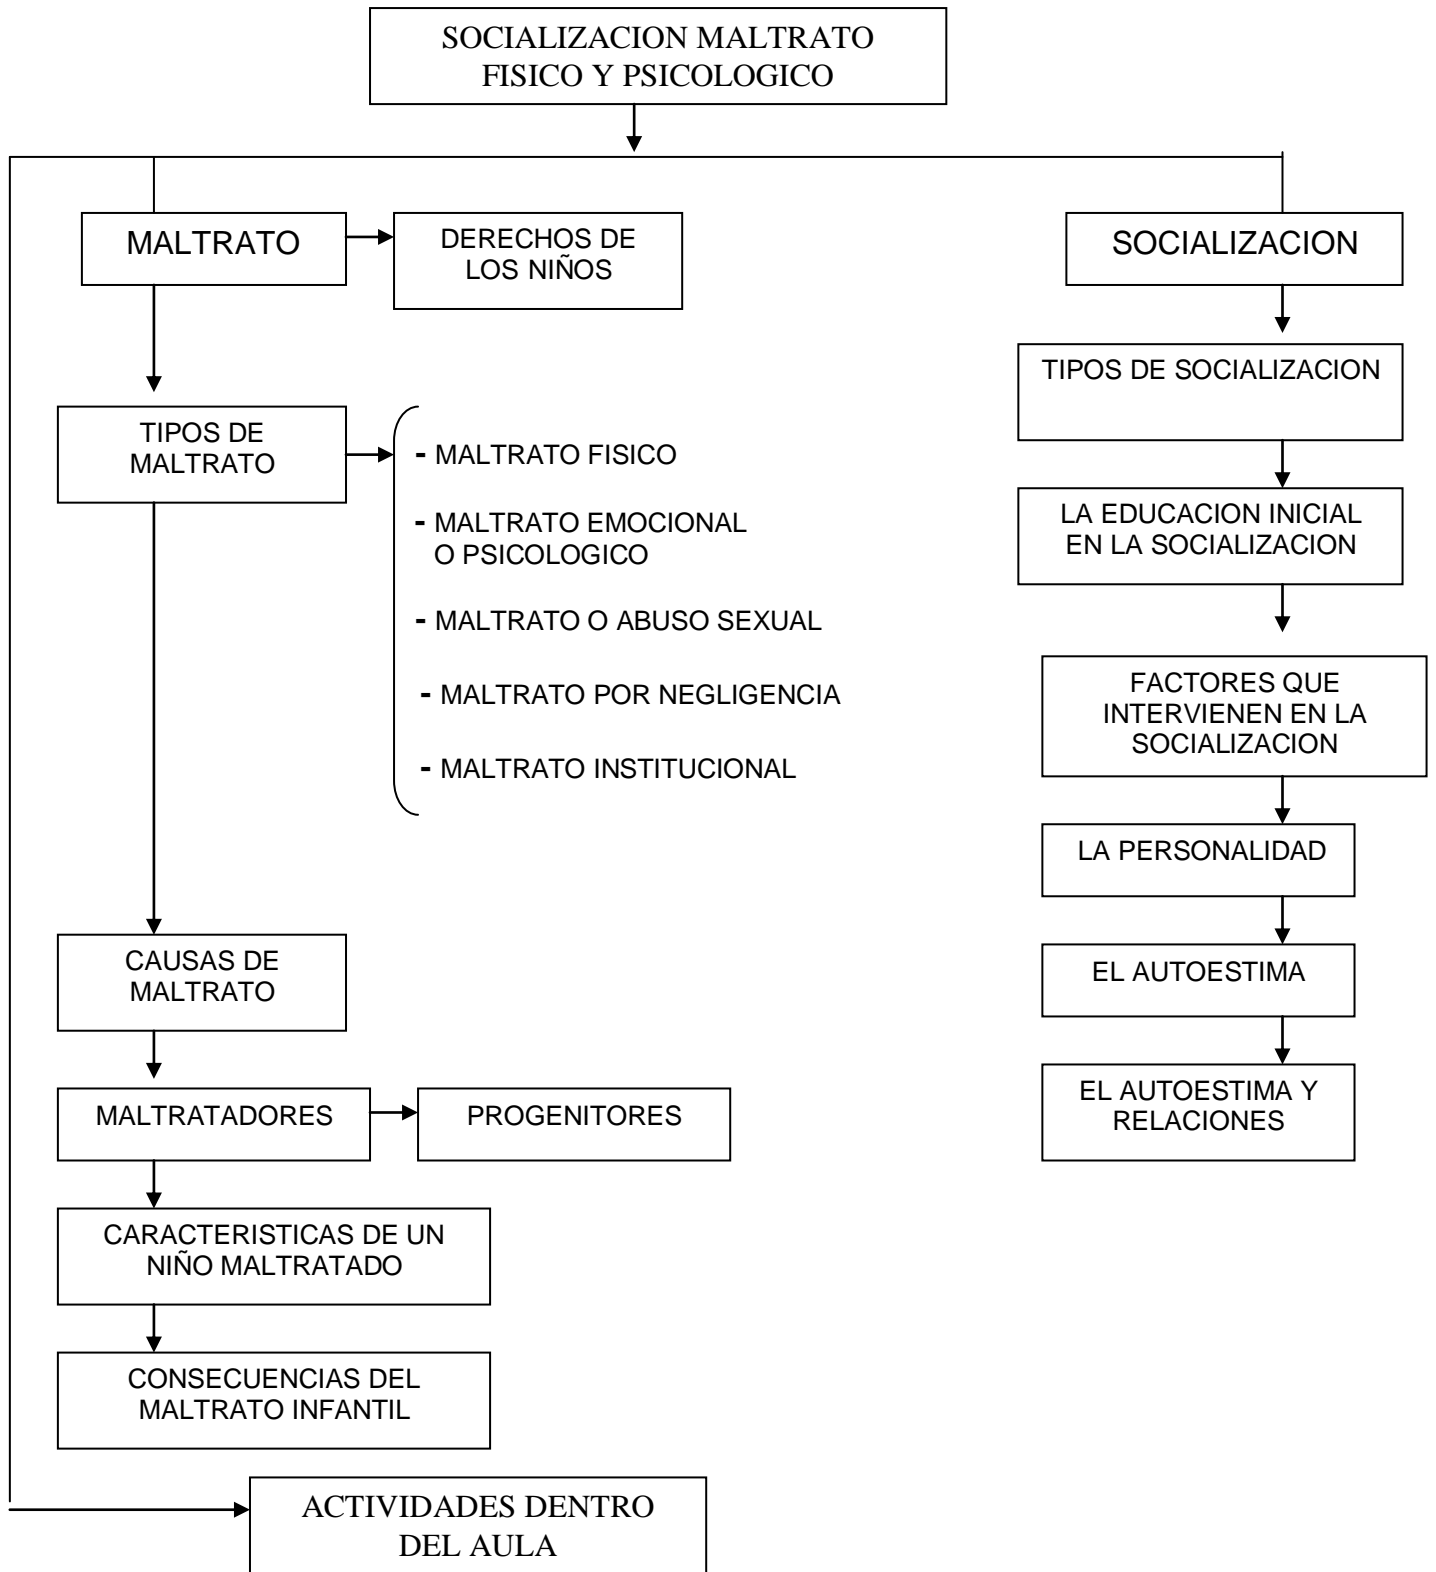 SOCIALIZACION MALTRATO
FISICO Y PSICOLOGICO
MALTRATO
DERECHOS DE
LOS NIÑOS
TIPOS DE
MALTRATO
- MALTRATO FISICO
- MALTRATO EMOCIONAL
O PSICOLOGICO
- MALTRATO O ABUSO SEXUAL
- MALTRATO POR NEGLIGENCIA
- MALTRATO INSTITUCIONAL
CAUSAS DE
MALTRATO
MALTRATADORES
PROGENITORES
CARACTERISTICAS DE UN
NIÑO MALTRATADO
CONSECUENCIAS DEL
MALTRATO INFANTIL
SOCIALIZACION
TIPOS DE SOCIALIZACION
LA EDUCACION INICIAL
EN LA SOCIALIZACION
FACTORES QUE
INTERVIENEN EN LA
SOCIALIZACION
LA PERSONALIDAD
EL AUTOESTIMA
EL AUTOESTIMA Y
RELACIONES
ACTIVIDADES DENTRO
DEL AULA